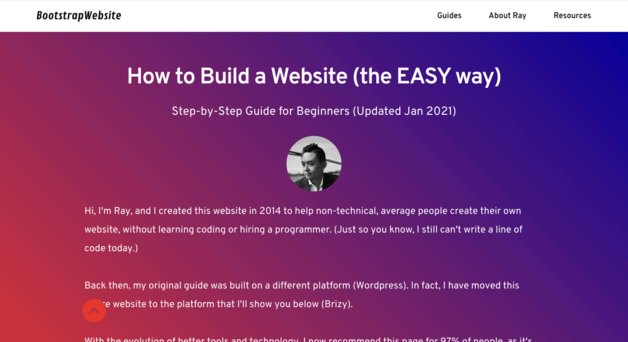 BootstrapWebsite
Guides About Ray Resources
How to Build a Website (the EASY way)
Step-by-Step Guide for Beginners (Updated Jan 2021)
Hi, I'm Ray, and I created this website in 2014 to help non-technical, average people create their own
website, without learning coding or hiring a programmer. (Just so you know, I still can't write a line of
code today.)
Back then, my original guide was built on a different platform (Wordpress). In fact, I have moved this
website to the platform that I'll show you below (Brizy).
With the evolution of better tools and technology, I now recommend this page for 97% of people, as it's